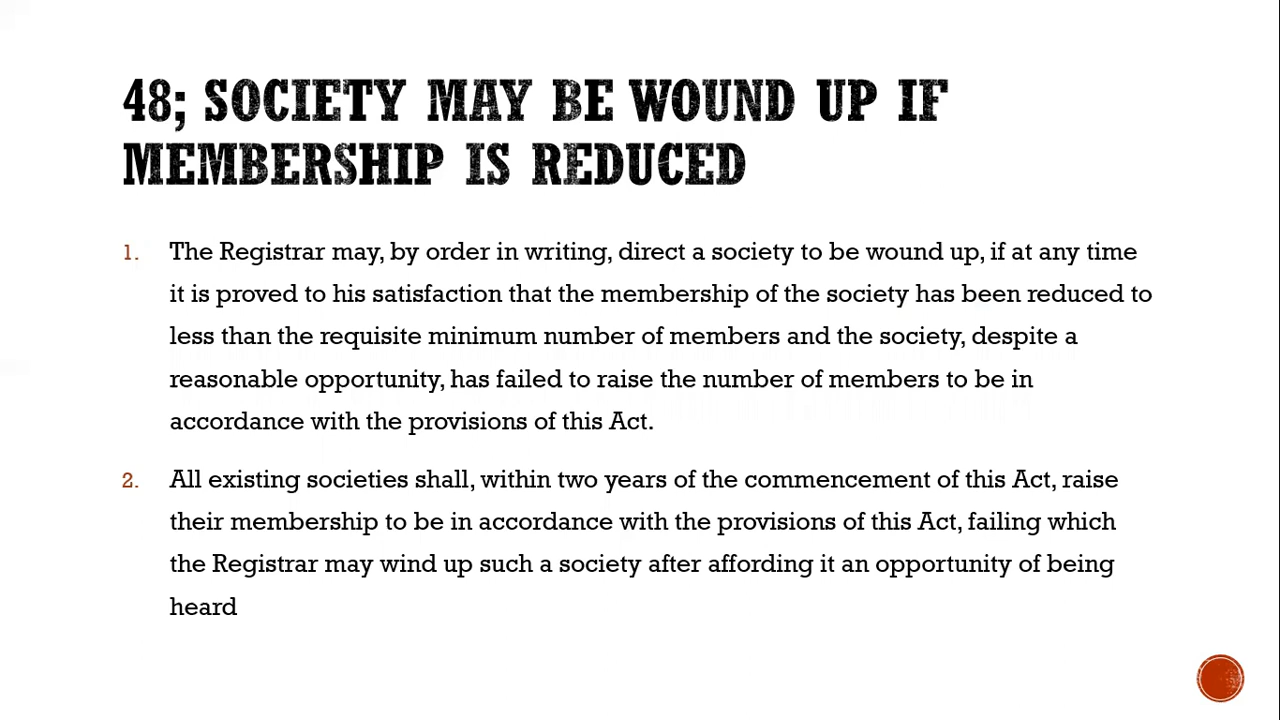 48; SOCIETY MAY BE WOUND UP IF
MEMBERSHIP IS REDUCED
1. The Registrar may, by order in writing, direct a society to be wound up, if at any time
it is proved to his satisfaction that the membership of the society has been reduced to
less than the requisite minimum number of members and the society, despite a
reasonable opportunity, has failed to raise the number of members to be in
accordance with the provisions of this Act.
2. All existing societies shall, within two years of the commencement of this Act, raise
their membership to be in accordance with the provisions of this Act, failing which
the Registrar may wind up such a society after affording it an opportunity of being
heard